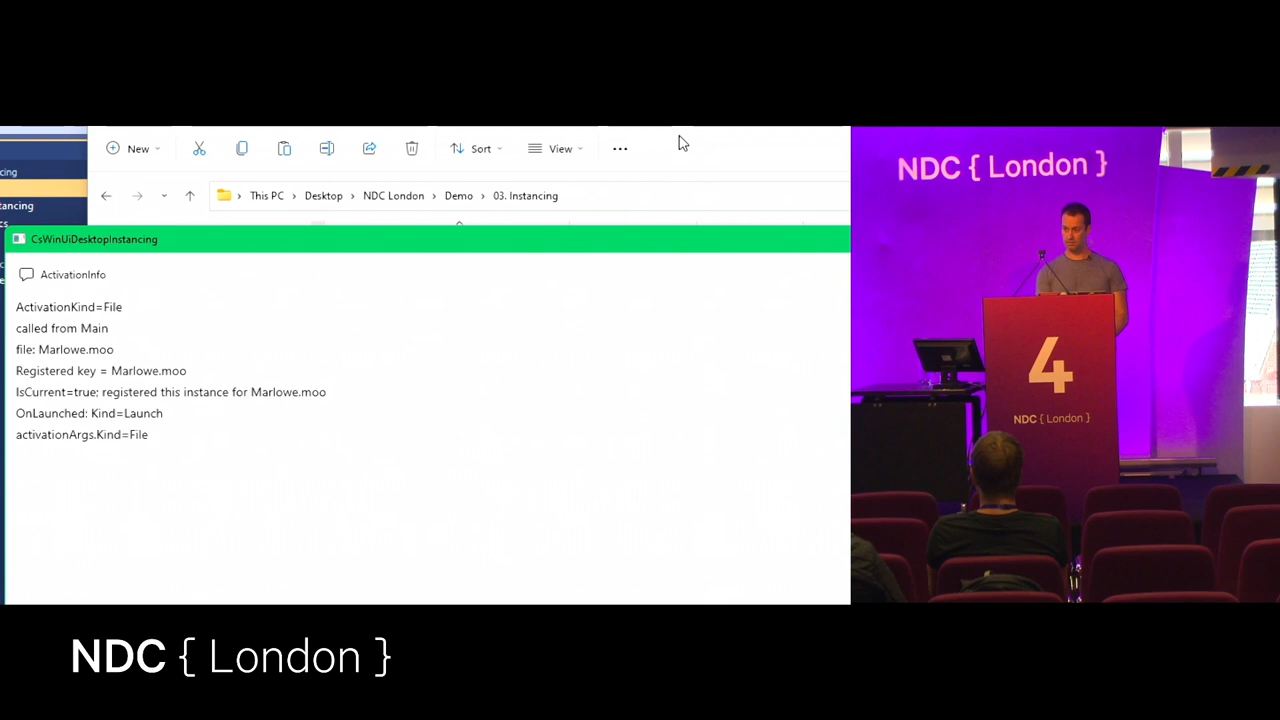 New
Sort
View
This PC
Desktop
NDC London
Demo
03. Instancing
cing
tancing
cs
CsWinUiDesktopInstancing
ActivationInfo
ActivationKind=File
called from Main
file: Marlowe.moo
Registered key = Marlowe.moo
IsCurrent=true; registered this instance for Marlowe.moo
OnLaunched: Kind=Launch
activationArgs.Kind=File
NDC { London }
4
NDC { London }
NDC { London }